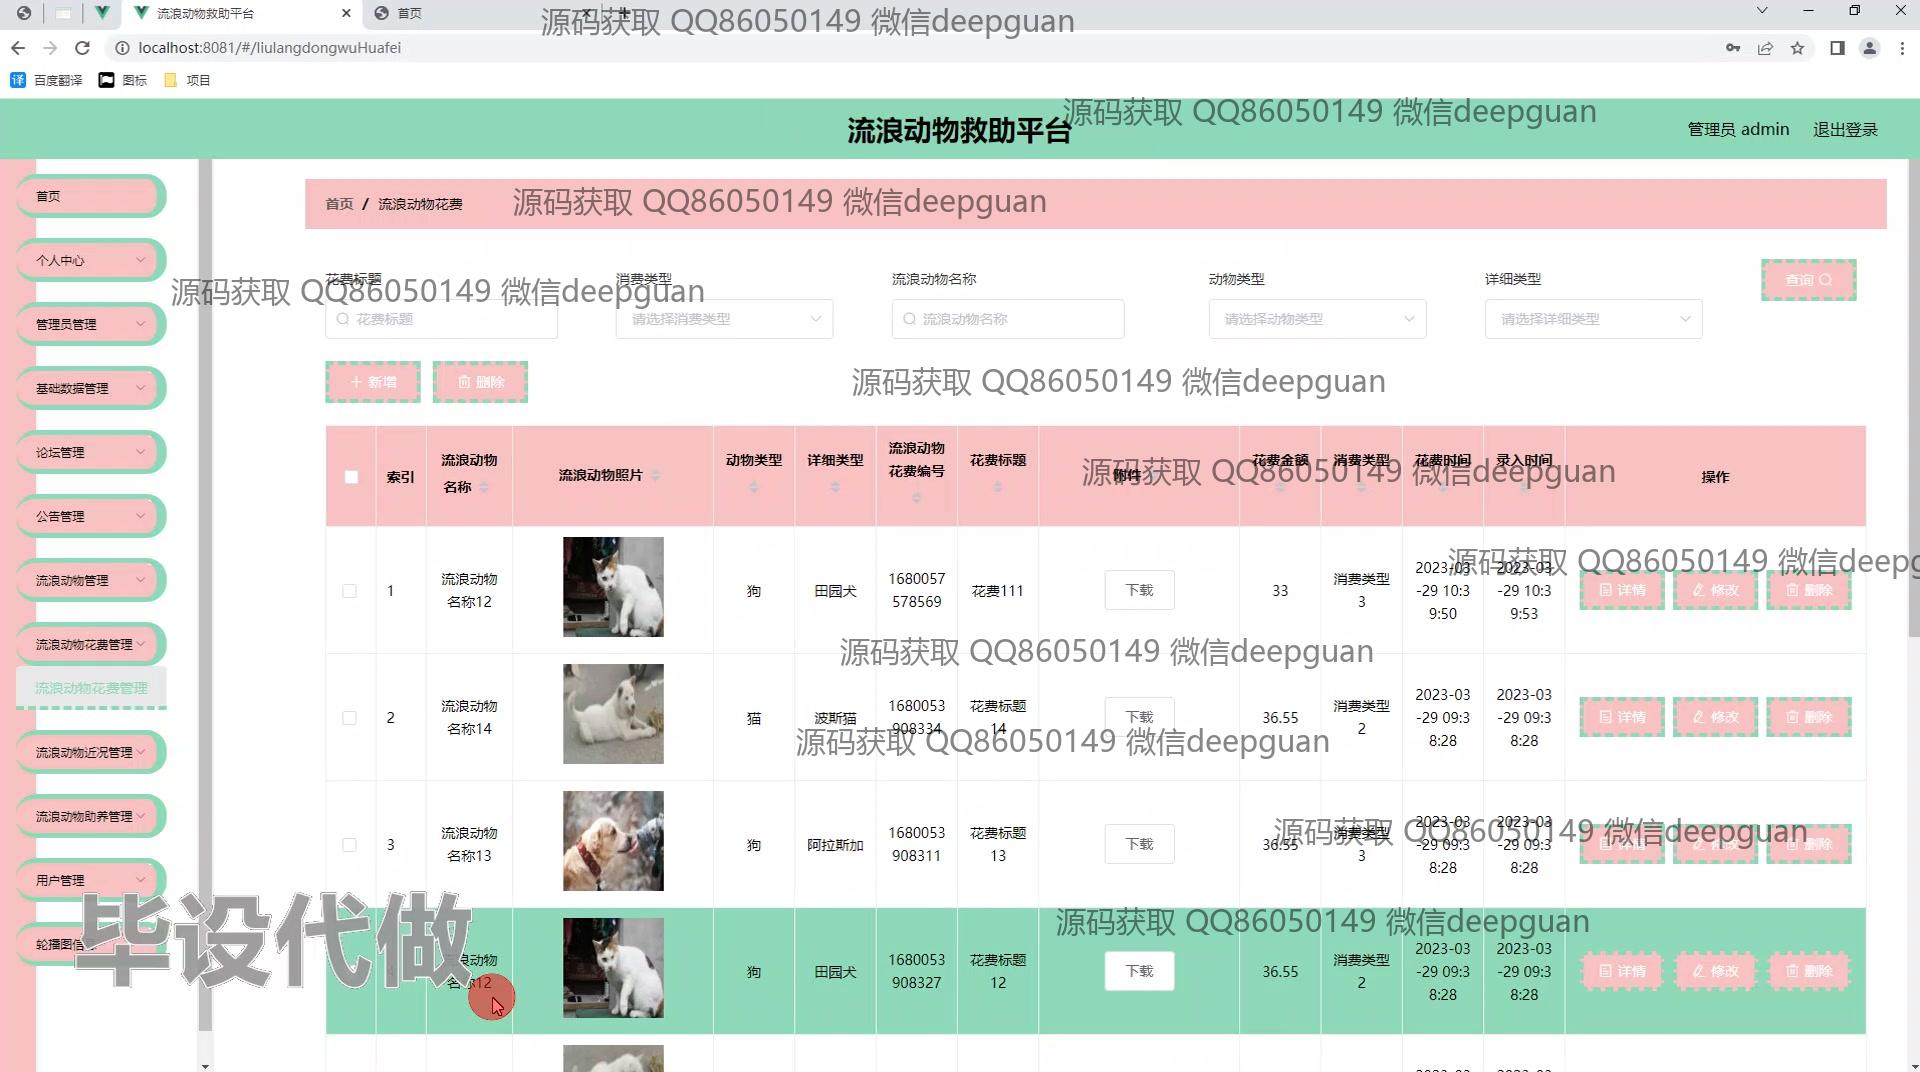 流浪动物救助平台
首页
localhost:8081/#/liulangdongwuHuafei
百度翻译
图标
项目
源码获取 QQ86050149 微信deepguan
流浪动物救助平台
源码获取 QQ86050149 微信deepguan
管理员 admin
退出登录
首页
个人中心
管理员管理
基础数据管理
论坛管理
公告管理
流浪动物管理
流浪动物花费管理
流浪动物花费管理
流浪动物近况管理
流浪动物助养管理
用户管理
首页 / 流浪动物花费
源码获取 QQ86050149 微信deepguan
花费标题
消费类型
流浪动物名称
动物类型
详细类型
查询
源码获取 QQ86050149 微信deepguan
花费标题
请选择消费类型
流浪动物名称
请选择动物类型
请选择详细类型
新增
删除
源码获取 QQ86050149 微信deepguan
索引
流浪动物名称
流浪动物照片
动物类型
详细类型
流浪动物花费编号
花费标题
附件
花费金额
消费类型
花费时间
录入时间
操作
源码获取 QQ86050149 微信deepguan
1
流浪动物名称12
狗
田园犬
1680057578569
花费111
下载
33
消费类型3
2023-03-29 10:39:50
2023-03-29 10:39:53
详情
修改
删除
源码获取 QQ86050149 微信deepg
源码获取 QQ86050149 微信deepguan
2
流浪动物名称14
猫
波斯猫
1680053908334
花费标题14
下载
36.55
消费类型2
2023-03-29 09:38:28
2023-03-29 09:38:28
详情
修改
删除
源码获取 QQ86050149 微信deepguan
3
流浪动物名称13
狗
阿拉斯加
1680053908311
花费标题13
下载
36.55
消费类型3
2023-03-29 09:38:28
2023-03-29 09:38:28
详情
修改
删除
源码获取 QQ86050149 微信deepguan
源码获取 QQ86050149 微信deepguan
浪动物名称12
狗
田园犬
1680053908327
花费标题12
下载
36.55
消费类型2
2023-03-29 09:38:28
2023-03-29 09:38:28
详情
修改
删除
轮播图信
毕设代做